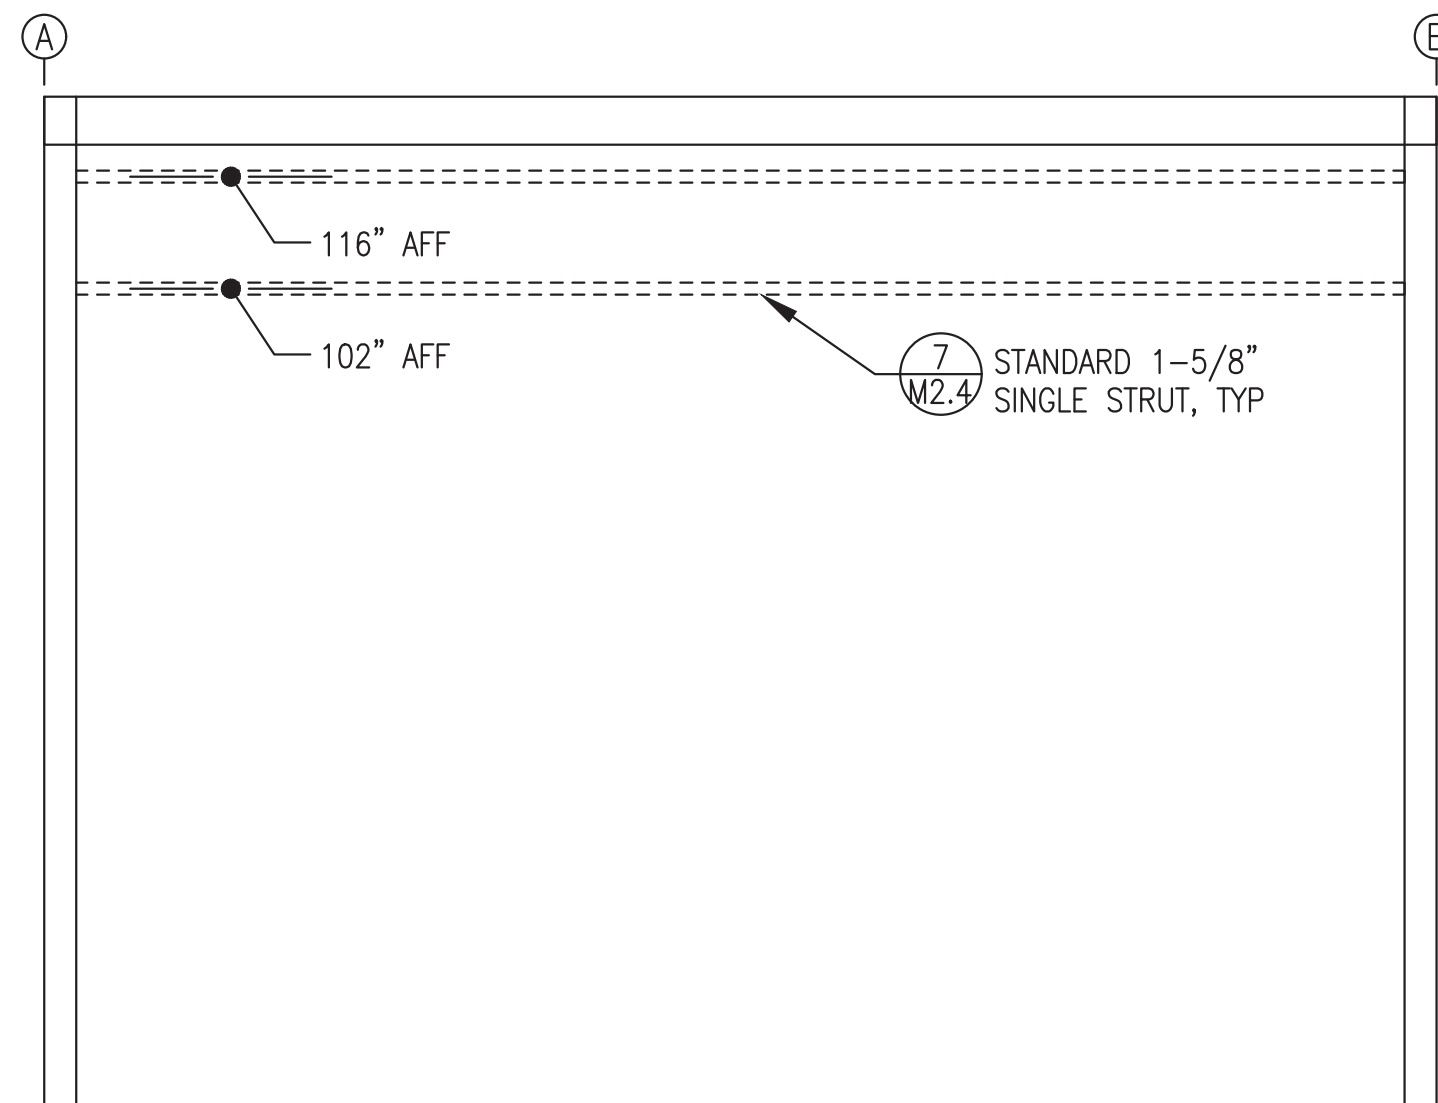 A
116” AFF
102” AFF
7
M2.4
STANDARD 1-5/8”
SINGLE STRUT, TYP